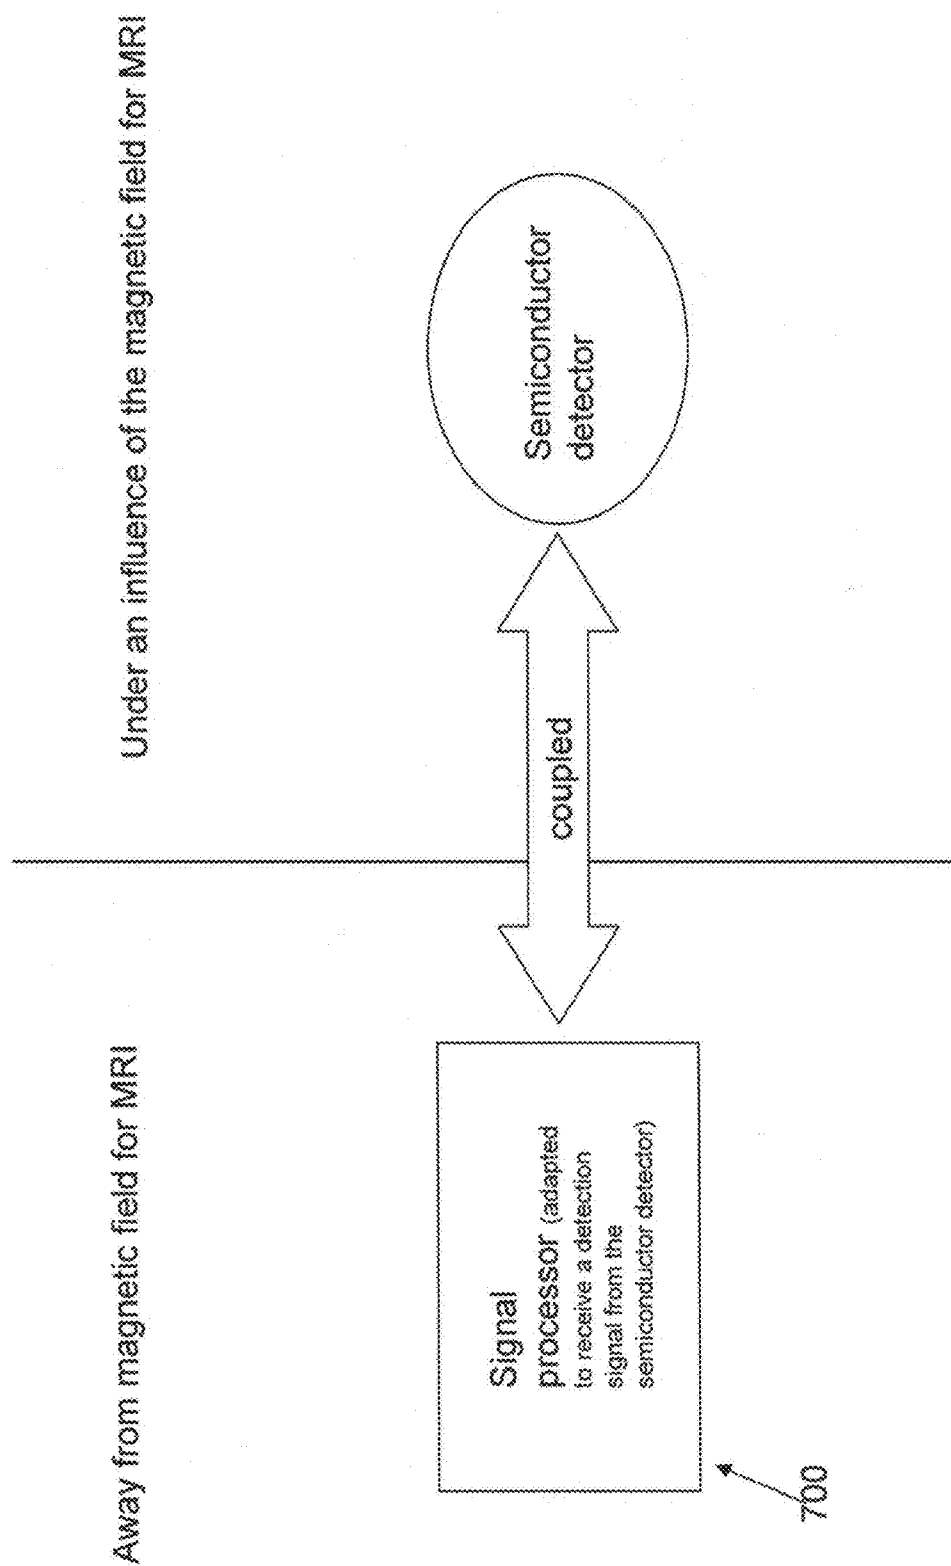 Away from magnetic field for MRI
Under an influence of the magnetic field for MRI
Signal
processor (adapted
to receive a detection
signal from the
semiconductor detector)
coupled
Semiconductor
detector
700